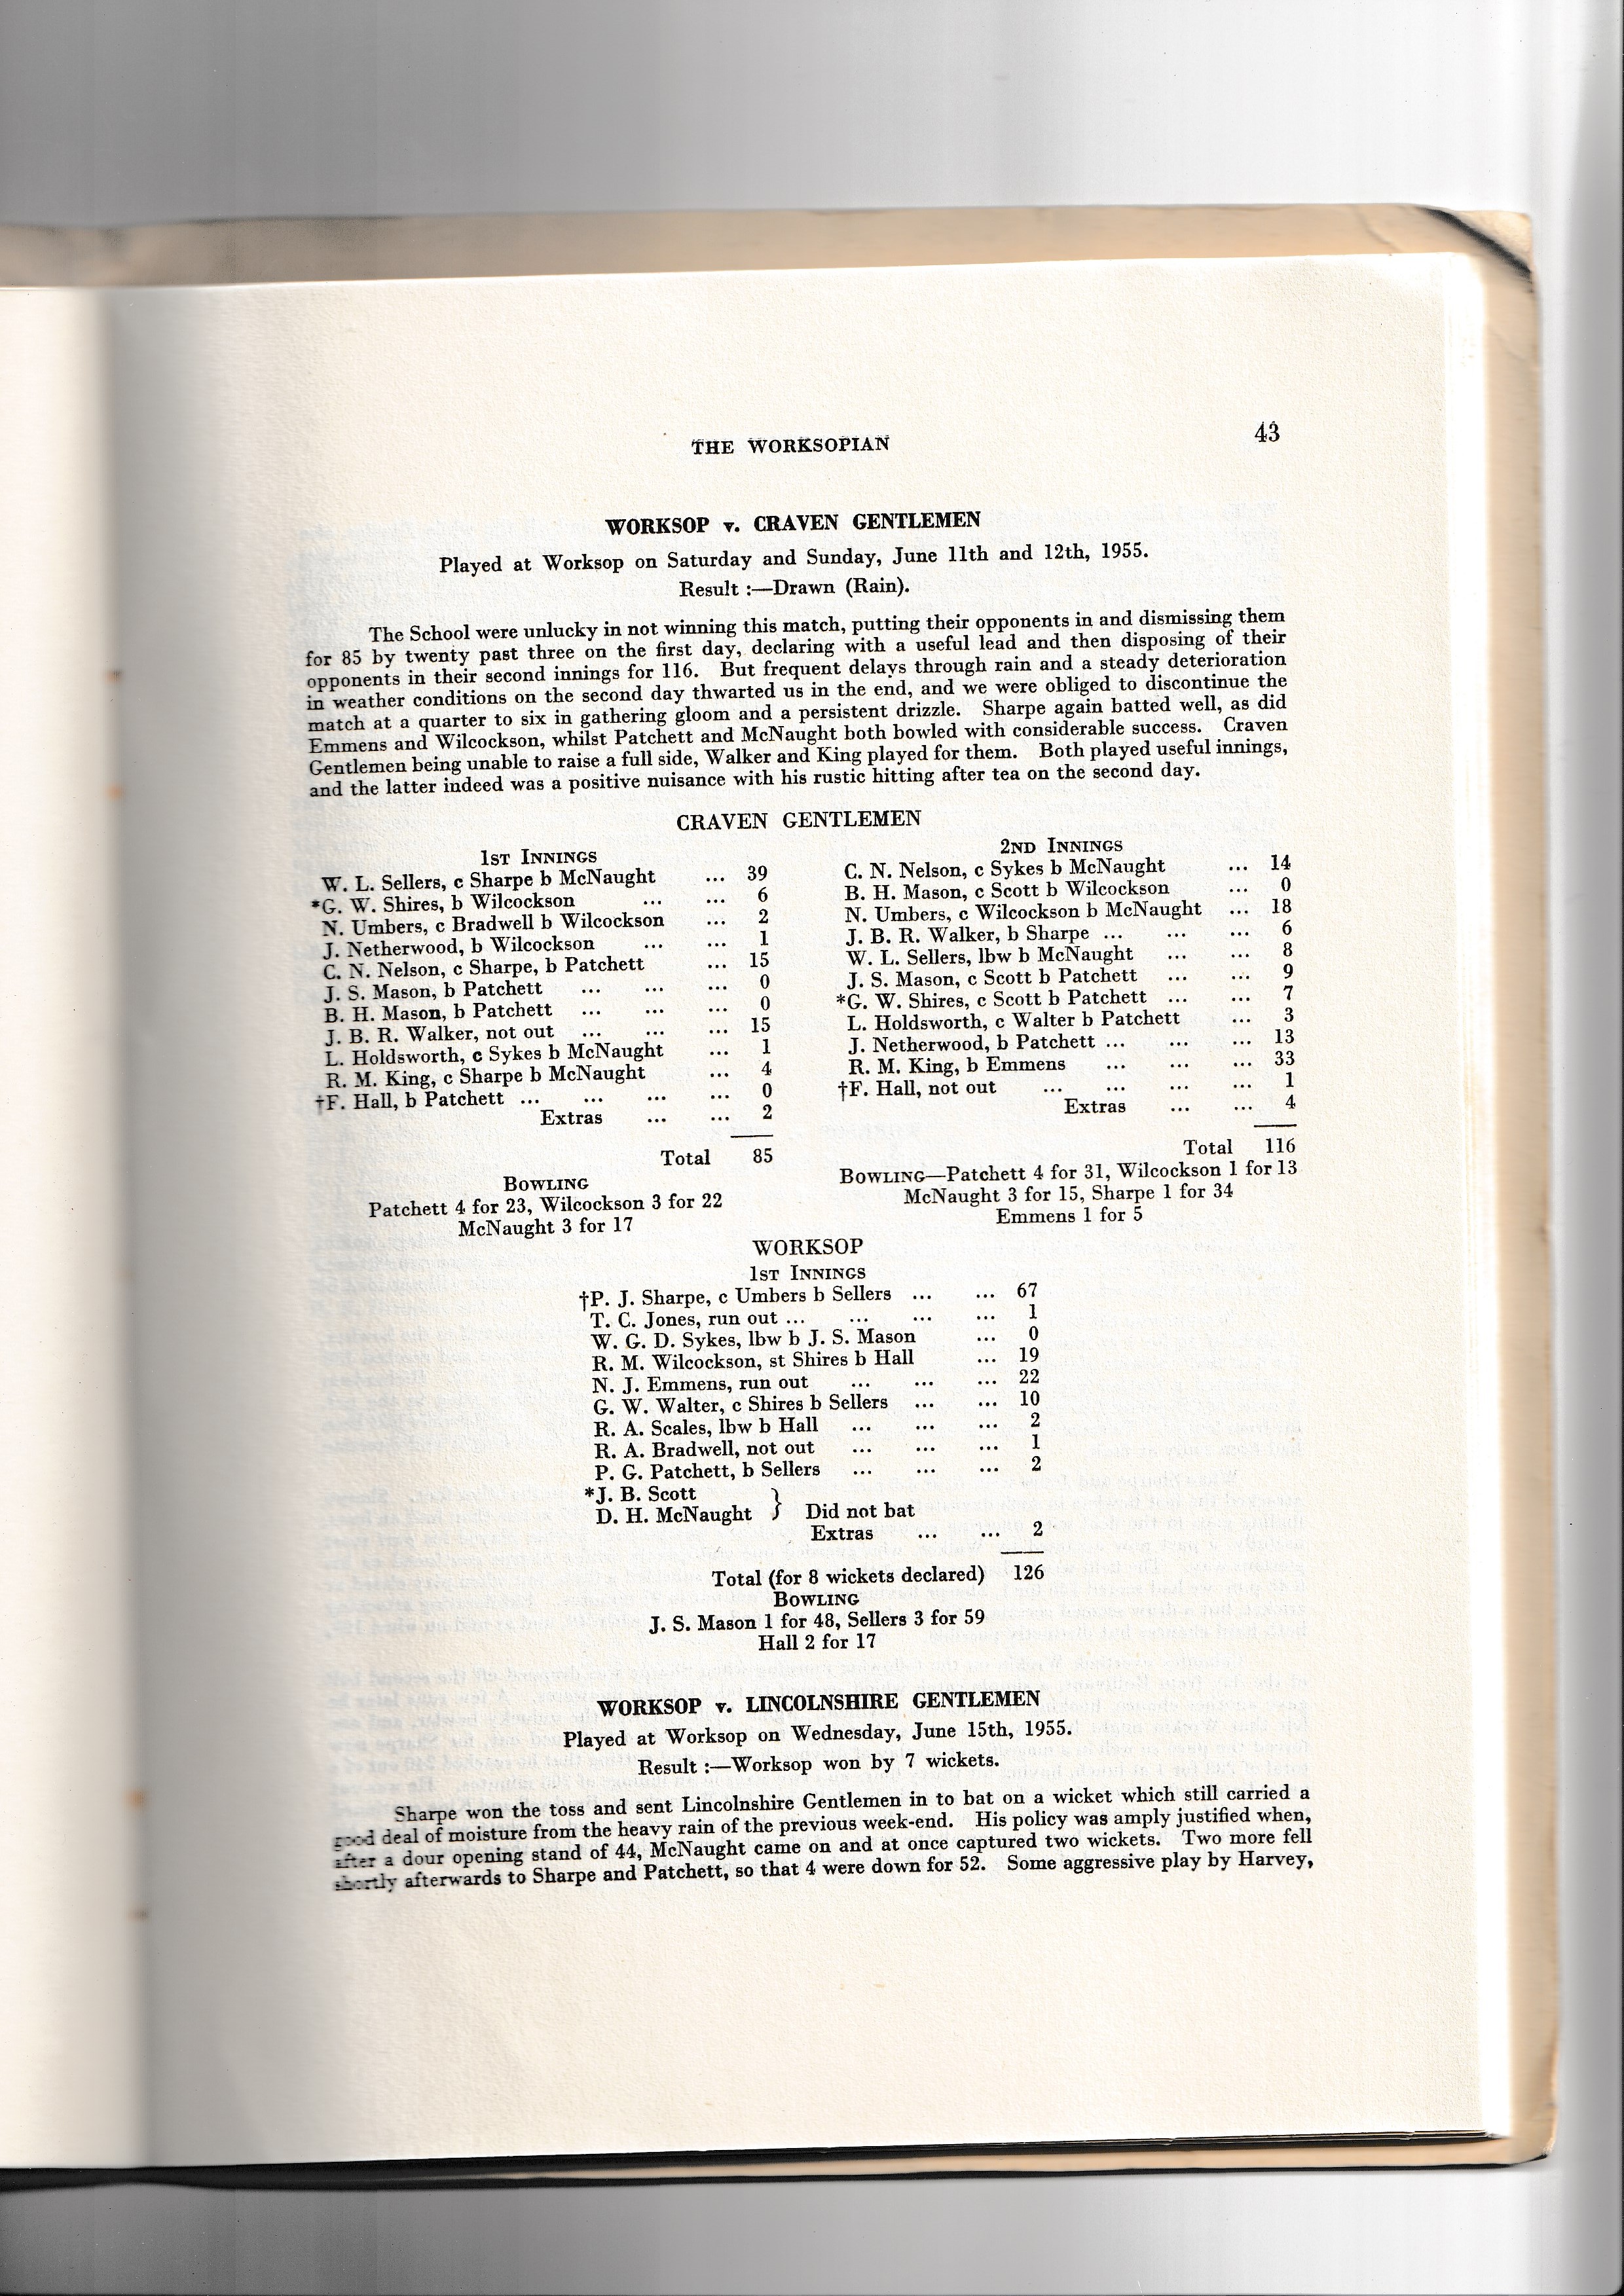 THE WORKSOPIAN 43
WORKSOP v. CRAVEN GENTLEMEN
Played at Worksop on Saturday and Sunday, June 11th and 12th, 1955.
Result :—Drawn (Rain).
The School were unlucky in not winning this match, putting their opponents in and dismissing them
for 85 by twenty past three on the first day, declaring with a useful lead and then disposing of their
opponents in their second innings for 116. But frequent delays through rain and a steady deterioration
in weather conditions on the second day thwarted us in the end, and we were obliged to discontinue the
match at a quarter to six in gathering gloom and a persistent drizzle. Sharpe again batted well, as did
Emmens and Wilcockson, whilst Patchett and McNaught both bowled with considerable success. Craven
Gentlemen being unable to raise a full side, Walker and King played for them. Both played useful innings,
and the latter indeed was a positive nuisance with his rustic hitting after tea on the second day.
CRAVEN GENTLEMEN
1ST INNINGS
W. L. Sellers, c Sharpe b McNaught ... 39
*G. W. Shires, b Wilcockson ... ... 6
N. Umbers, c Bradwell b Wilcockson ... 2
J. Netherwood, b Wilcockson ... ... 1
C. N. Nelson, c Sharpe, b Patchett ... 15
J. S. Mason, b Patchett ... ... ... 0
B. H. Mason, b Patchett ... ... ... 0
J. B. R. Walker, not out ... ... ... 15
L. Holdsworth, c Sykes b McNaught ... 1
R. M. King, c Sharpe b McNaught ... 4
†F. Hall, b Patchett ... ... ... ... 0
Extras ... ... 2
Total 85
BOWLING
Patchett 4 for 23, Wilcockson 3 for 22
McNaught 3 for 17
2ND INNINGS
C. N. Nelson, c Sykes b McNaught ... 14
B. H. Mason, c Scott b Wilcockson ... 0
N. Umbers, c Wilcockson b McNaught ... 18
J. B. R. Walker, b Sharpe ... ... ... 6
W. L. Sellers, lbw b McNaught ... ... 8
J. S. Mason, c Scott b Patchett ... ... 9
*G. W. Shires, c Scott b Patchett ... ... 7
L. Holdsworth, c Walter b Patchett ... 3
J. Netherwood, b Patchett ... ... ... 13
R. M. King, b Emmens ... ... ... 33
†F. Hall, not out ... ... ... ... 1
Extras ... ... 4
Total 116
BOWLING—Patchett 4 for 31, Wilcockson 1 for 13
McNaught 3 for 15, Sharpe 1 for 34
Emmens 1 for 5
WORKSOP
1ST INNINGS
†P. J. Sharpe, c Umbers b Sellers ... ... 67
T. C. Jones, run out ... ... ... ... 1
W. G. D. Sykes, lbw b J. S. Mason ... 0
R. M. Wilcockson, st Shires b Hall ... 19
N. J. Emmens, run out ... ... ... 22
G. W. Walter, c Shires b Sellers ... ... 10
R. A. Scales, lbw b Hall ... ... ... 2
R. A. Bradwell, not out ... ... ... 1
P. G. Patchett, b Sellers ... ... ... 2
*J. B. Scott
D. H. McNaught } Did not bat
Extras ... ... 2
Total (for 8 wickets declared) 126
BOWLING
J. S. Mason 1 for 48, Sellers 3 for 59
Hall 2 for 17
WORKSOP v. LINCOLNSHIRE GENTLEMEN
Played at Worksop on Wednesday, June 15th, 1955.
Result :—Worksop won by 7 wickets.
Sharpe won the toss and sent Lincolnshire Gentlemen in to bat on a wicket which still carried a
good deal of moisture from the heavy rain of the previous week-end. His policy was amply justified when,
after a dour opening stand of 44, McNaught came on and at once captured two wickets. Two more fell
shortly afterwards to Sharpe and Patchett, so that 4 were down for 52. Some aggressive play by Harvey,